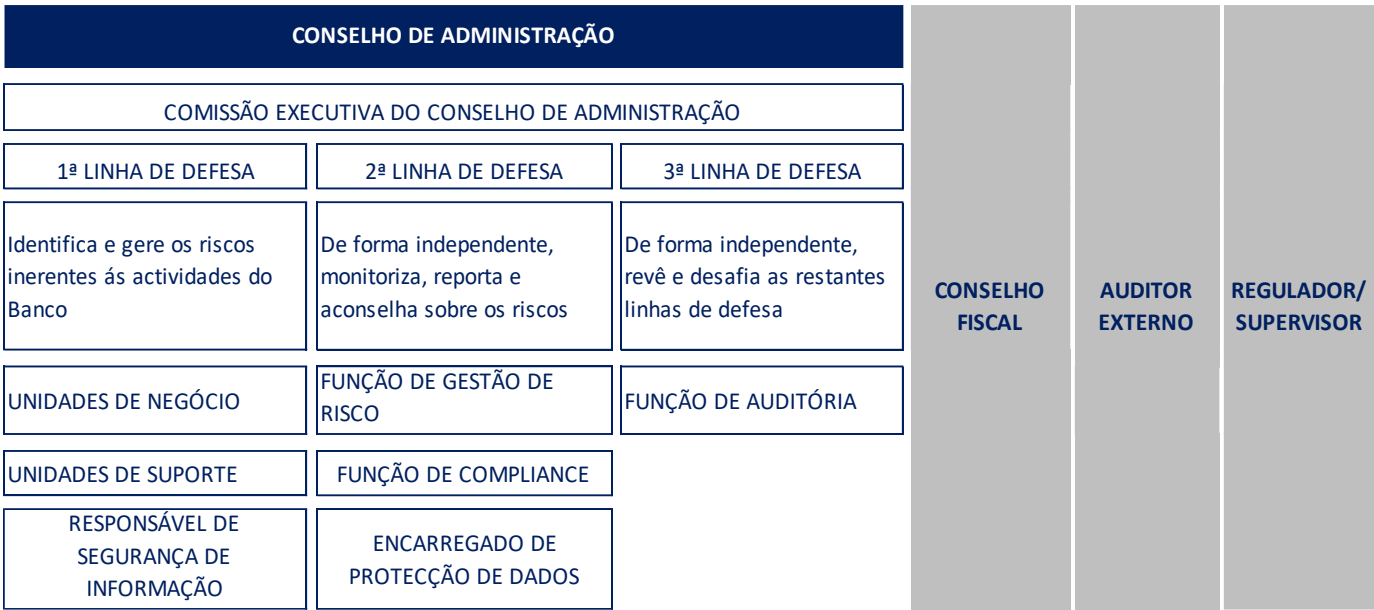 CONSELHO DE ADMINISTRAÇÃO
COMISSÃO EXECUTIVA DO CONSELHO DE ADMINISTRAÇÃO
1ª LINHA DE DEFESA
2ª LINHA DE DEFESA
3ª LINHA DE DEFESA
Identifica e gere os riscos
inerentes ás actividades do
Banco
De forma independente,
monitoriza, reporta e
aconselha sobre os riscos
De forma independente,
revê e desafia as restantes
linhas de defesa
UNIDADES DE NEGÓCIO
FUNÇÃO DE GESTÃO DE
RISCO
FUNÇÃO DE AUDITÓRIA
UNIDADES DE SUPORTE
FUNÇÃO DE COMPLIANCE
RESPONSÁVEL DE
SEGURANÇA DE
INFORMAÇÃO
ENCARREGADO DE
PROTECÇÃO DE DADOS
CONSELHO
FISCAL
AUDITOR
EXTERNO
REGULADOR/
SUPERVISOR